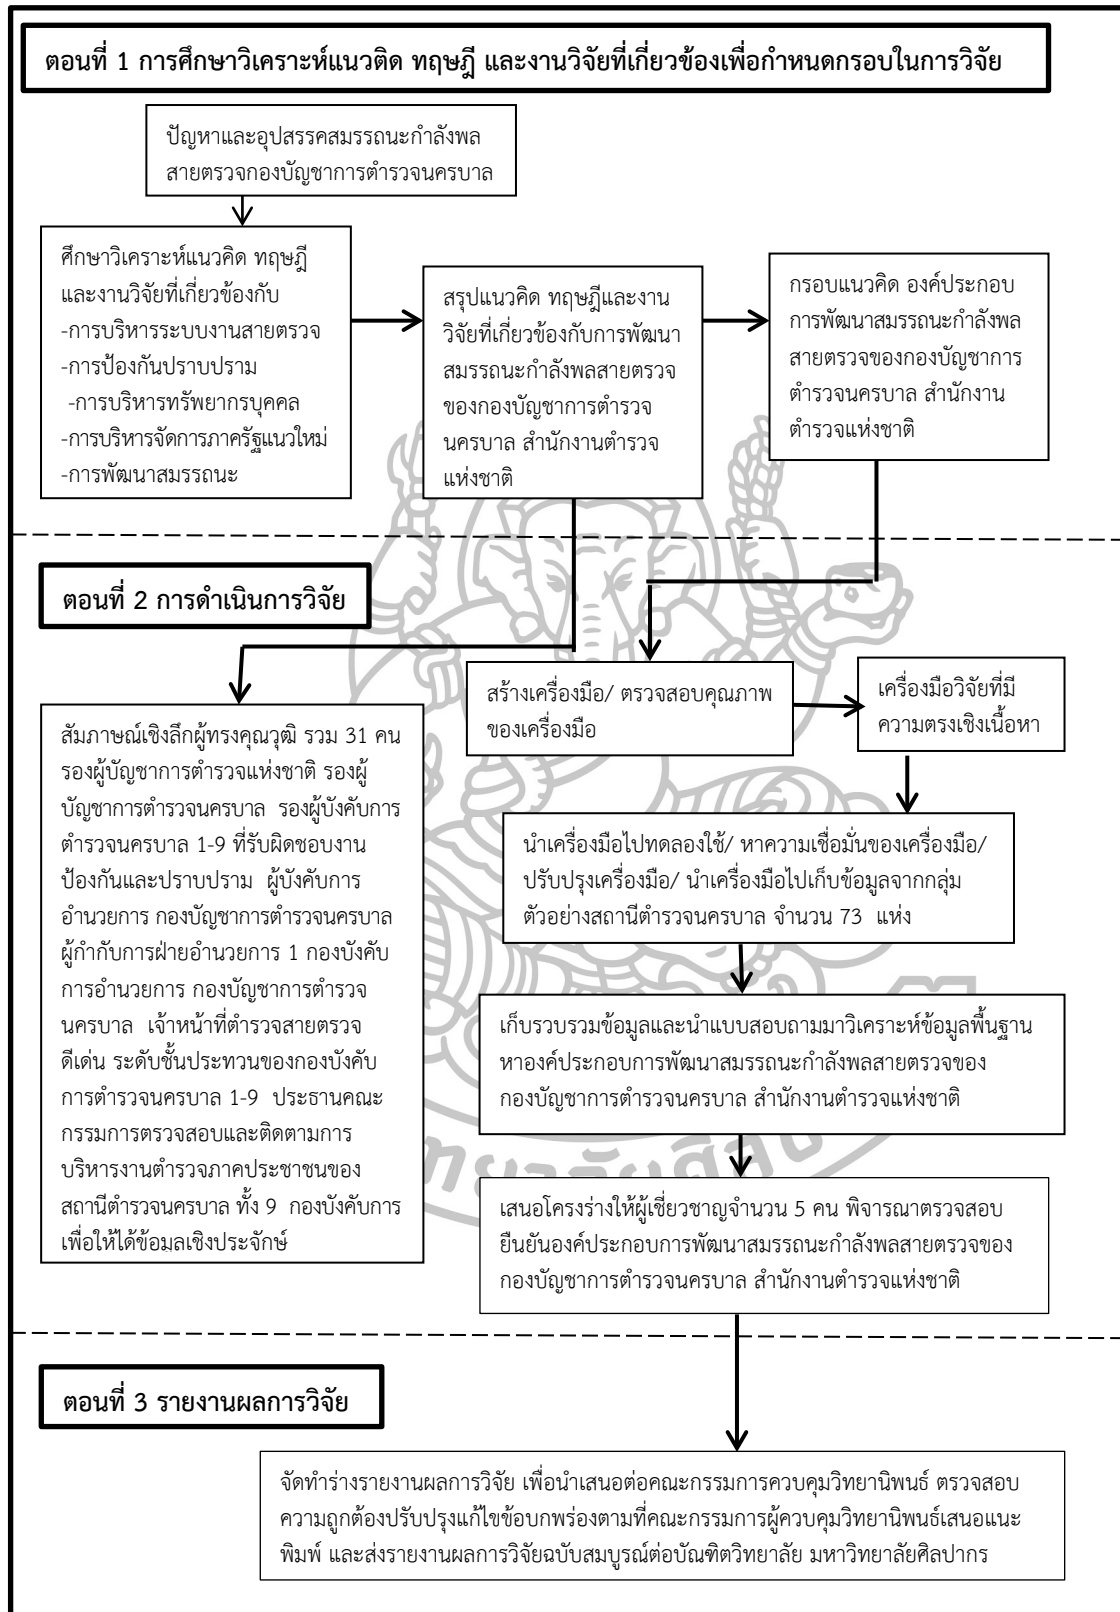 ตอนที่ 1 การศึกษาวิเคราะห์แนวติด ทฤษฎี และงานวิจัยที่เกี่ยวข้องเพื่อกำหนดกรอบในการวิจัย
ปัญหาและอุปสรรคสมรรถนะกำลังพล
สายตรวจกองบัญชาการตำรวจนครบาล
ศึกษาวิเคราะห์แนวคิด ทฤษฎี
และงานวิจัยที่เกี่ยวข้องกับ
-การบริหารระบบงานสายตรวจ
-การป้องกันปราบปราม
-การบริหารทรัพยากรบุคคล
-การบริหารจัดการภาครัฐแนวใหม่
-การพัฒนาสมรรถนะ
สรุปแนวคิด ทฤษฎีและงาน
วิจัยที่เกี่ยวข้องกับการพัฒนา
สมรรถนะกำลังพลสายตรวจ
ของกองบัญชาการตำรวจ
นครบาล สำนักงานตำรวจ
แห่งชาติ
กรอบแนวคิด องค์ประกอบ
การพัฒนาสมรรถนะกำลังพล
สายตรวจของกองบัญชาการ
ตำรวจนครบาล สำนักงาน
ตำรวจแห่งชาติ
ตอนที่ 2 การดำเนินการวิจัย
สัมภาษณ์เชิงลึกผู้ทรงคุณวุฒิ รวม 31 คน
รองผู้บัญชาการตำรวจแห่งชาติ รองผู้
บัญชาการตำรวจนครบาล รองผู้บังคับการ
ตำรวจนครบาล 1-9 ที่รับผิดชอบงาน
ป้องกันและปราบปราม ผู้บังคับการ
อำนวยการ กองบัญชาการตำรวจนครบาล
ผู้กำกับการฝ่ายอำนวยการ 1 กองบังคับ
การอำนวยการ กองบัญชาการตำรวจ
นครบาล เจ้าหน้าที่ตำรวจสายตรวจ
ดีเด่น ระดับชั้นประทวนของกองบังคับ
การตำรวจนครบาล 1-9 ประธานคณะ
กรรมการตรวจสอบและติดตามการ
บริหารงานตำรวจภาคประชาชนของ
สถานีตำรวจนครบาล ทั้ง 9 กองบังคับการ
เพื่อให้ได้ข้อมลเชิงประจักษ์
สร้างเครื่องมือ/ ตรวจสอบคุณภาพ
ของเครื่องมือ
เครื่องมือวิจัยที่มี
ความตรงเชิงเนื้อหา
นำเครื่องมือไปทดลองใช้/ หาความเชื่อมั่นของเครื่องมือ/
ปรับปรุงเครื่องมือ/ นำเครื่องมือไปเก็บข้อมูลจากกลุ่ม
ตัวอย่างสถานีตำรวจนครบาล จำนวน 73 แห่ง
เก็บรวบรวมข้อมูลและนำแบบสอบถามมาวิเคราะห์ข้อมูลพื้นฐาน
หาองค์ประกอบการพัฒนาสมรรถนะกำลังพลสายตรวจของ
กองบัญชาการตำรวจนครบาล สำนักงานตำรวจแห่งชาติ
เสนอโครงร่างให้ผู้เชี่ยวชาญจำนวน 5 คน พิจารณาตรวจสอบ
ยืนยันองค์ประกอบการพัฒนาสมรรถนะกำลังพลสายตรวจของ
กองบัญชาการตำรวจนครบาล สำนักงานตำรวจแห่งชาติ
ตอนที่ 3 รายงานผลการวิจัย
จัดทำร่างรายงานผลการวิจัย เพื่อนำเสนอต่อคณะกรรมการควบคุมวิทยานิพนธ์ ตรวจสอบ
ความถูกต้องปรับปรุงแก้ไขข้อบกพร่องตามที่คณะกรรมการผู้ควบคุมวิทยานิพนธ์เสนอแนะ
พิมพ์ และส่งรายงานผลการวิจัยฉบับสมบูรณ์ต่อบัณฑิตวิทยาลัย มหาวิทยาลัยศิลปากร